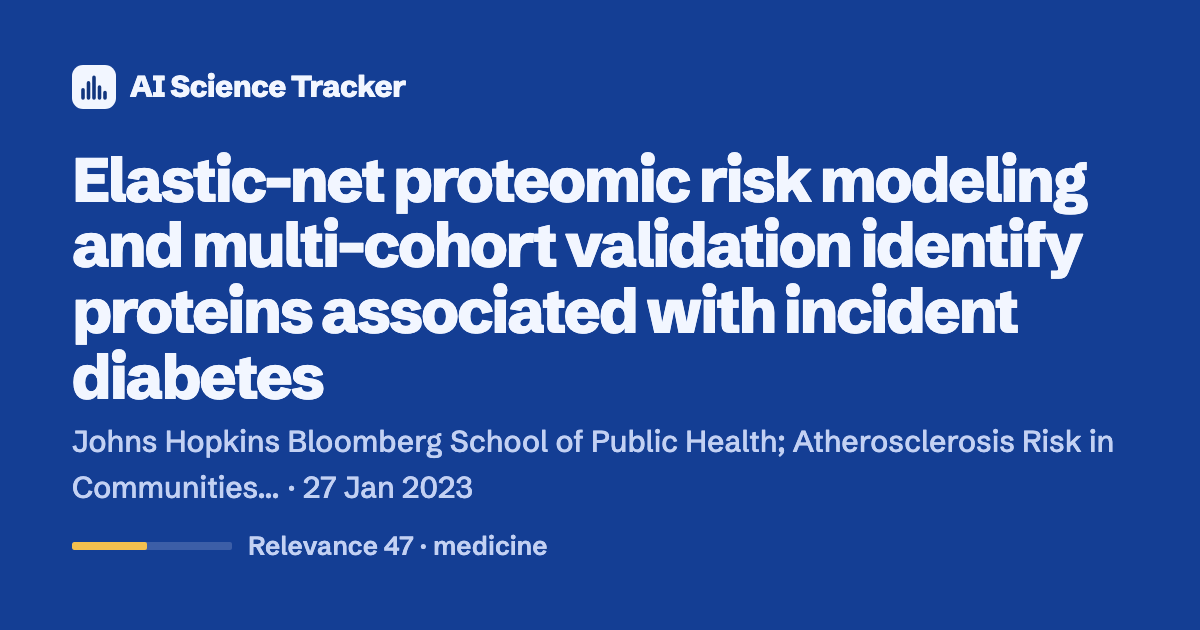 AI Science Tracker
Elastic-net proteomic risk modeling
and multi-cohort validation identify
proteins associated with incident
diabetes
Johns Hopkins Bloomberg School of Public Health; Atherosclerosis Risk in
Communities... · 27 Jan 2023
Relevance 47 · medicine